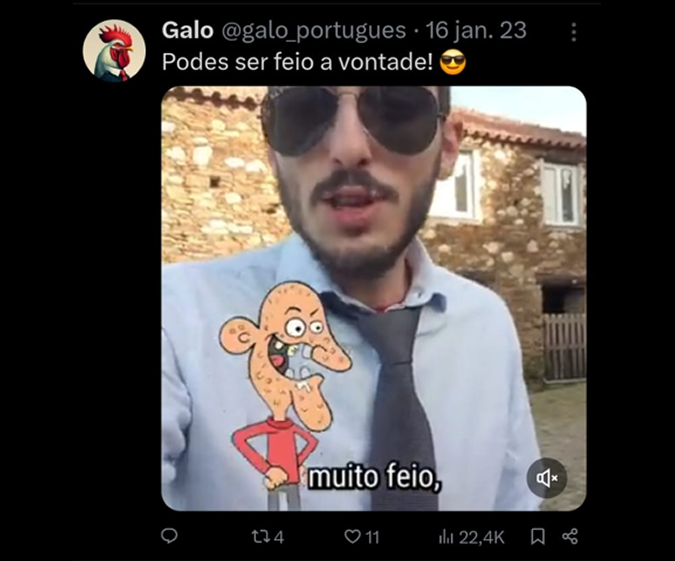 Galo @galo_portugues · 16 jan. 23
Podes ser feio a vontade! 😎
muito feio,
4
11
22,4K